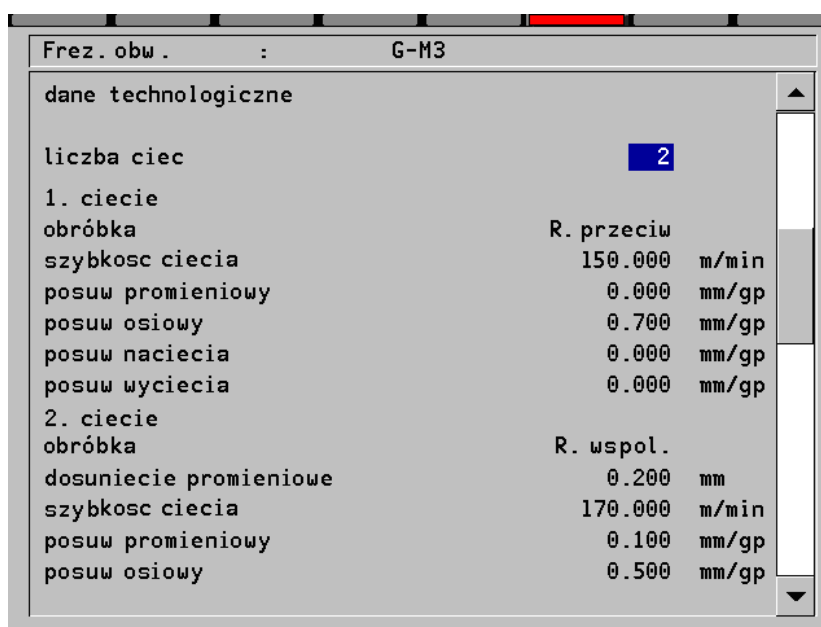 Frez.obw. : G-M3
dane technologiczne
liczba ciec 2
1. ciecie
obróbka R.przeciw
szybkosc ciecia 150.000 m/min
posuw promieniowy 0.000 mm/gp
posuw osiowy 0.700 mm/gp
posuw naciecia 0.000 mm/gp
posuw wyciecia 0.000 mm/gp
2. ciecie
obróbka R. wspol.
dosuniecie promieniowe 0.200 mm
szybkosc ciecia 170.000 m/min
posuw promieniowy 0.100 mm/gp
posuw osiowy 0.500 mm/gp